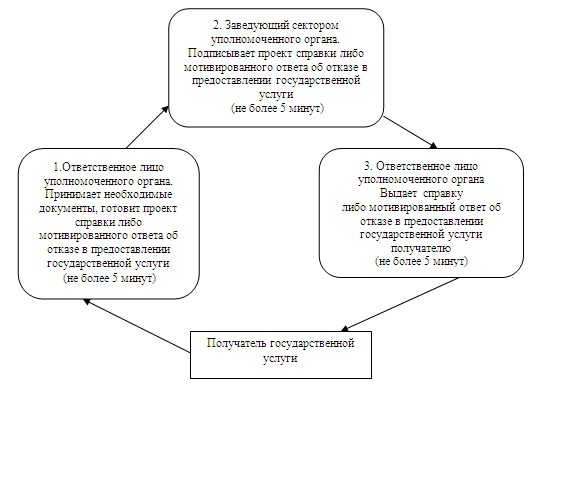 2. Заведующий сектором
уполномоченного органа.
Подписывает проект справки либо
мотивированного ответа об отказе в
предоставлении государственной
услуги
(не более 5 минут)
1.Ответственное лицо
уполномоченного органа.
Принимает необходимые
документы, готовит проект
справки либо
мотивированного ответа об
отказе в предоставлении
государственной услуги
(не более 5 минут)
3. Ответственное лицо
уполномоченного органа
Выдает справку
либо мотивированный ответ об
отказе в предоставлении
государственной услуги
получателю
(не более 5 минут)
Получатель государственной
услуги